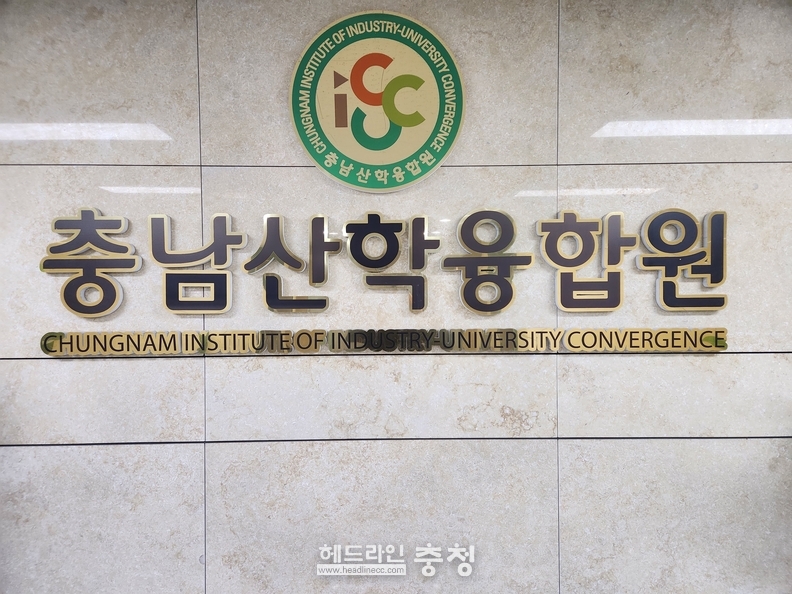 CHUNGNAM INSTITUTE OF INDUSTRY-UNIVERSITY CONVERGENCE
icc
충남산학융합원
충남산학융합원
CHUNGNAM INSTITUTE OF INDUSTRY-UNIVERSITY CONVERGENCE
헤드라인 충청
www.headlinecc.com